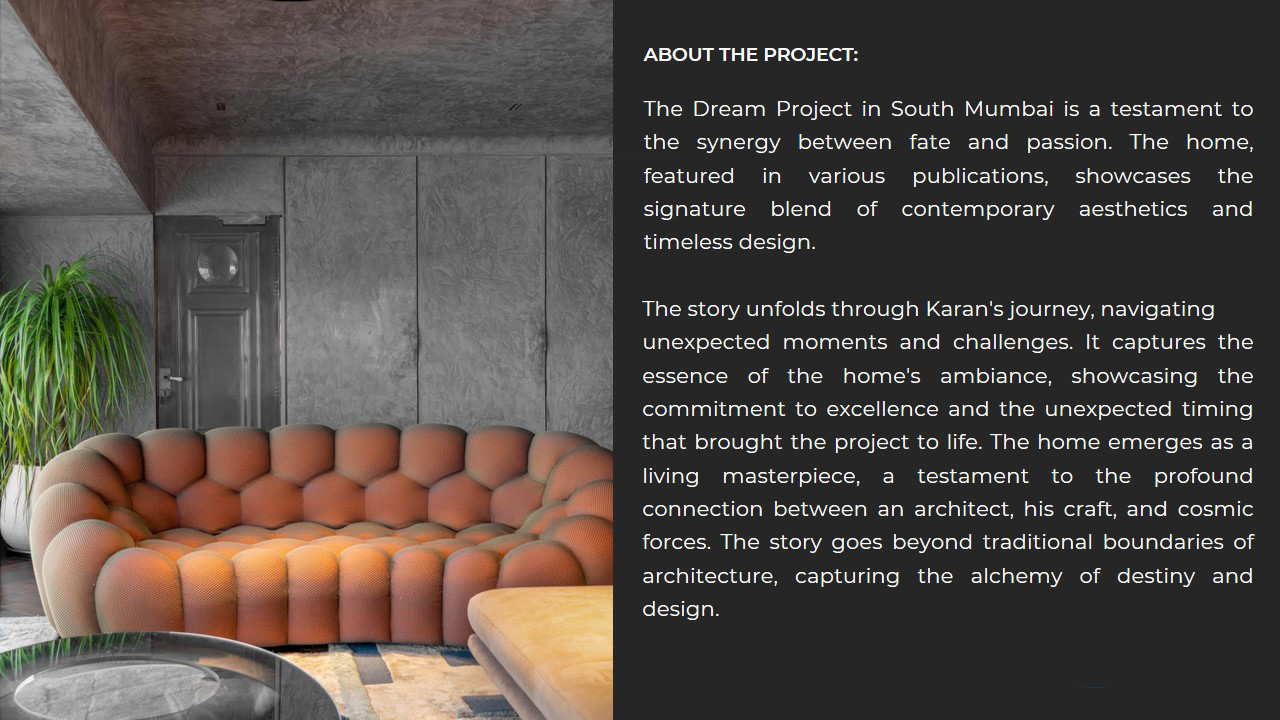 ABOUT THE PROJECT:
The Dream Project in South Mumbai is a testament to
the synergy between fate and passion. The home,
featured in various publications, showcases the
signature blend of contemporary aesthetics and
timeless design.
The story unfolds through Karan's journey, navigating
unexpected moments and challenges. It captures the
essence of the home's ambiance, showcasing the
commitment to excellence and the unexpected timing
that brought the project to life. The home emerges as a
living masterpiece, a testament to the profound
connection between an architect, his craft, and cosmic
forces. The story goes beyond traditional boundaries of
architecture, capturing the alchemy of destiny and
design.